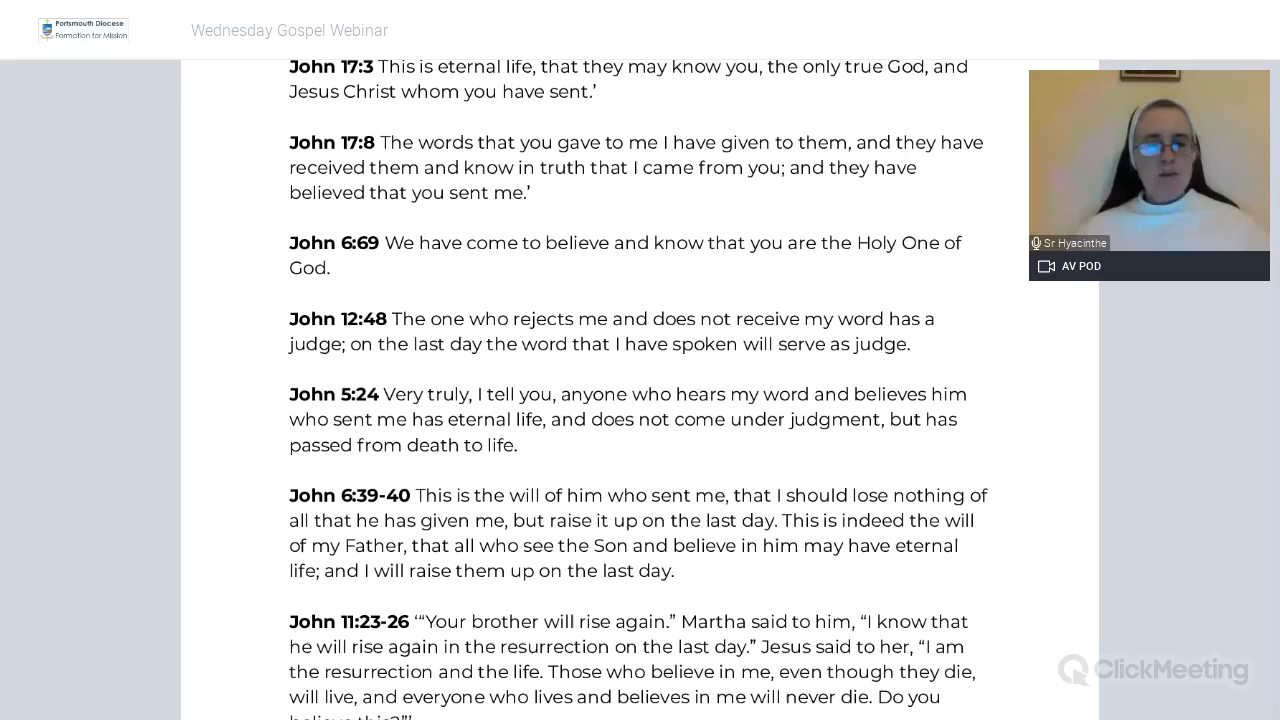 Portsmouth Diocese
Formation for Mission
Wednesday Gospel Webinar
John 17:3 This is eternal life, that they may know you, the only true God, and
Jesus Christ whom you have sent.’
John 17:8 The words that you gave to me I have given to them, and they have
received them and know in truth that I came from you; and they have
believed that you sent me.’
John 6:69 We have come to believe and know that you are the Holy One of
God.
John 12:48 The one who rejects me and does not receive my word has a
judge; on the last day the word that I have spoken will serve as judge.
John 5:24 Very truly, I tell you, anyone who hears my word and believes him
who sent me has eternal life, and does not come under judgment, but has
passed from death to life.
John 6:39-40 This is the will of him who sent me, that I should lose nothing of
all that he has given me, but raise it up on the last day. This is indeed the will
of my Father, that all who see the Son and believe in him may have eternal
life; and I will raise them up on the last day.
John 11:23-26 ‘“Your brother will rise again.” Martha said to him, “I know that
he will rise again in the resurrection on the last day.” Jesus said to her, “I am
the resurrection and the life. Those who believe in me, even though they die,
will live, and everyone who lives and believes in me will never die. Do you
believe this?”’
Sr Hyacinthe
AV POD
ClickMeeting